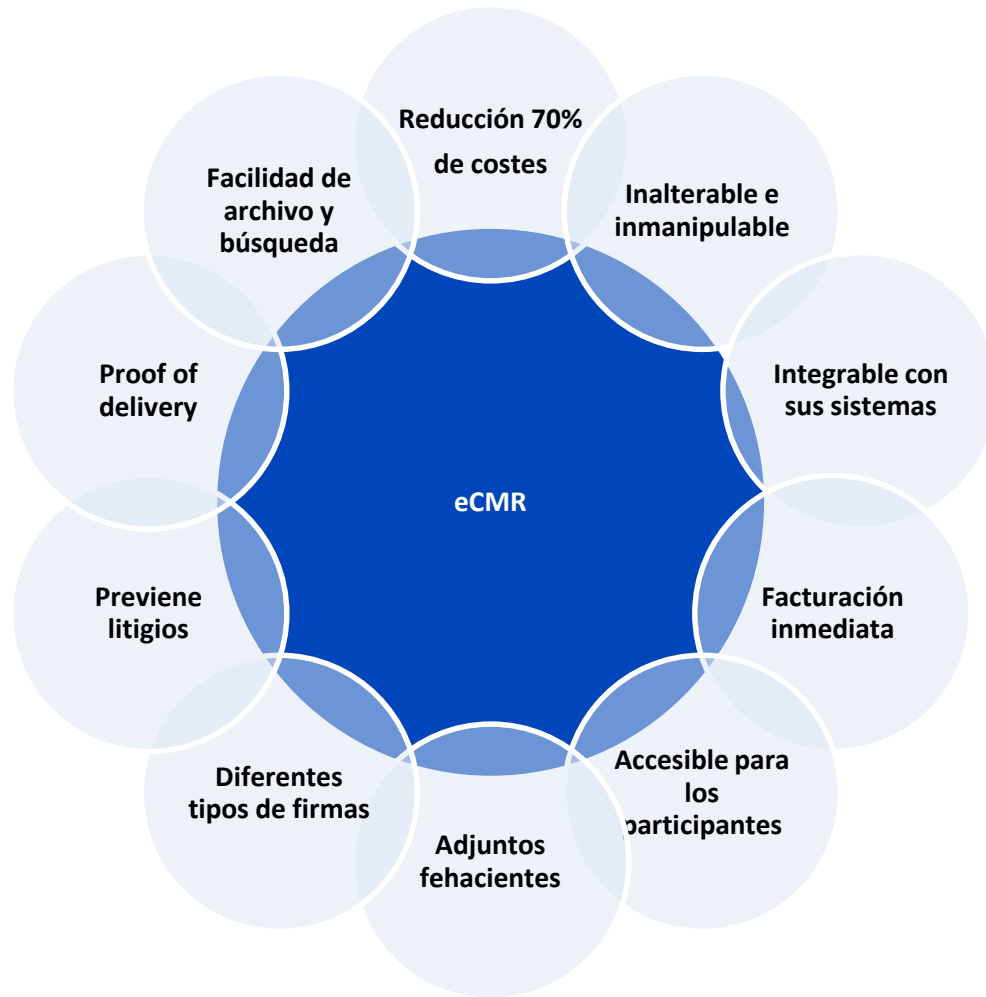 Reducción 70%
de costes
Inalterable e
inmanipulable
Integrable con
sus sistemas
Facturación
inmediata
Accesible para
los
participantes
Adjuntos
fehacientes
Diferentes
tipos de firmas
Previene
litigios
Proof of
delivery
Facilidad de
archivo y
búsqueda
eCMR